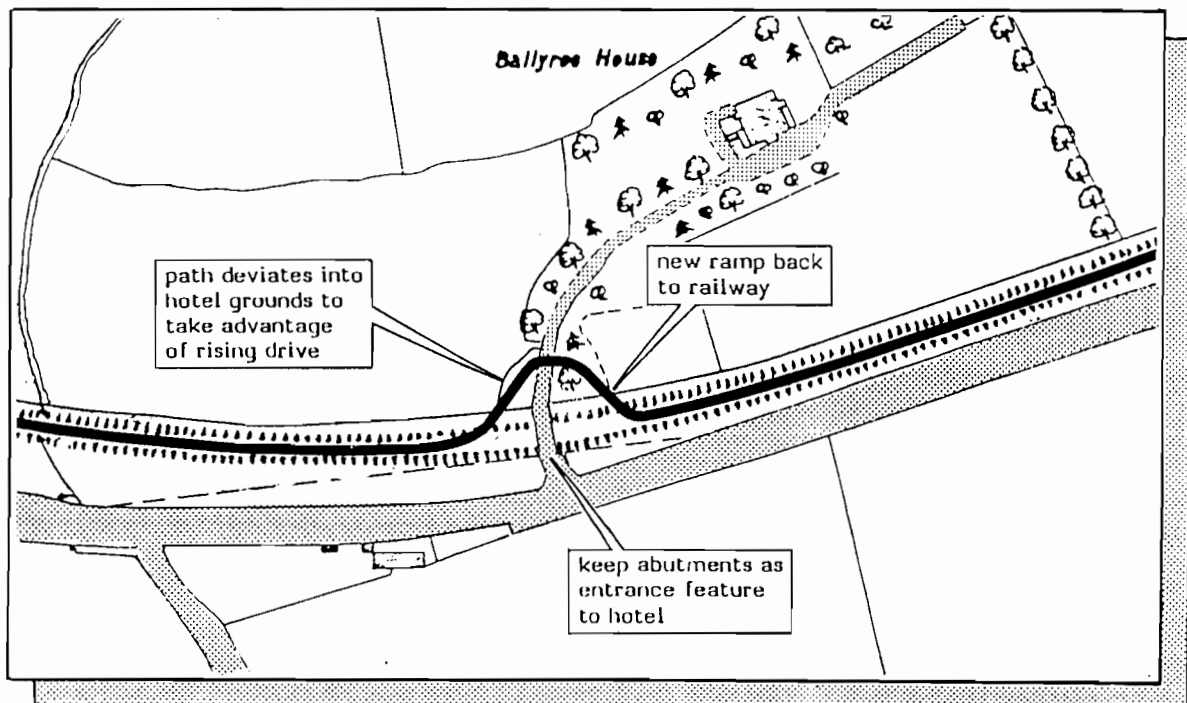 Ballyree House
path deviates into
hotel grounds to
take advantage
of rising drive
new ramp back
to railway
keep abutments as
entrance feature
to hotel